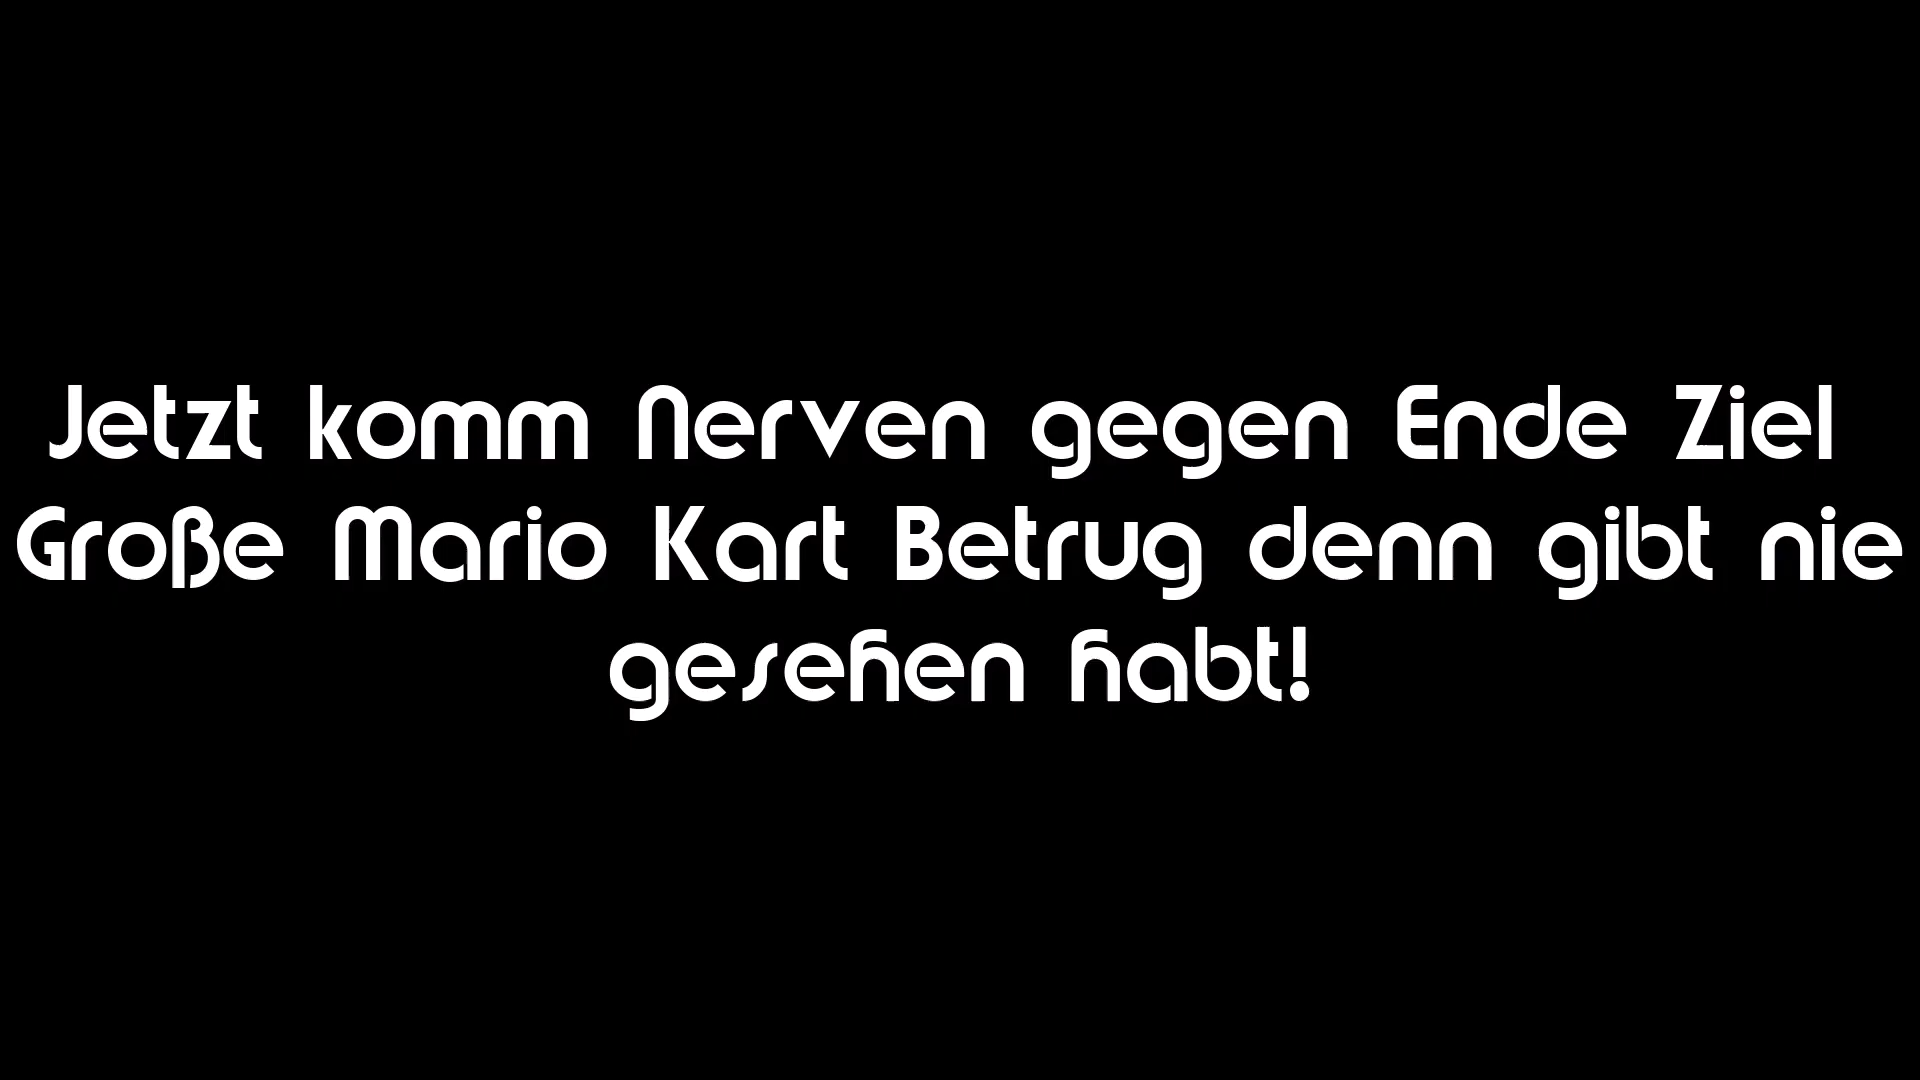 Jetzt komm Nerven gegen Ende Ziel
Große Mario Kart Betrug denn gibt nie
gesehen habt!